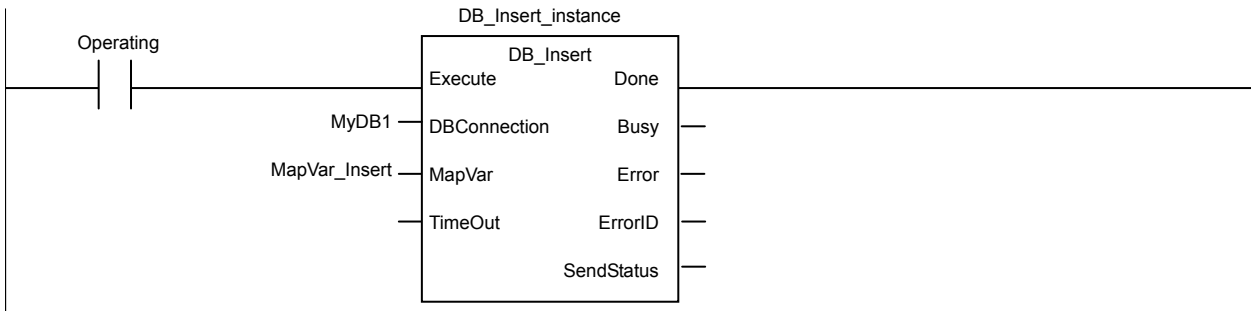 DB_Insert_instance
Operating
DB_Insert
Execute Done
MyDB1 DBConnection Busy
MapVar_Insert MapVar Error
TimeOut ErrorID
SendStatus